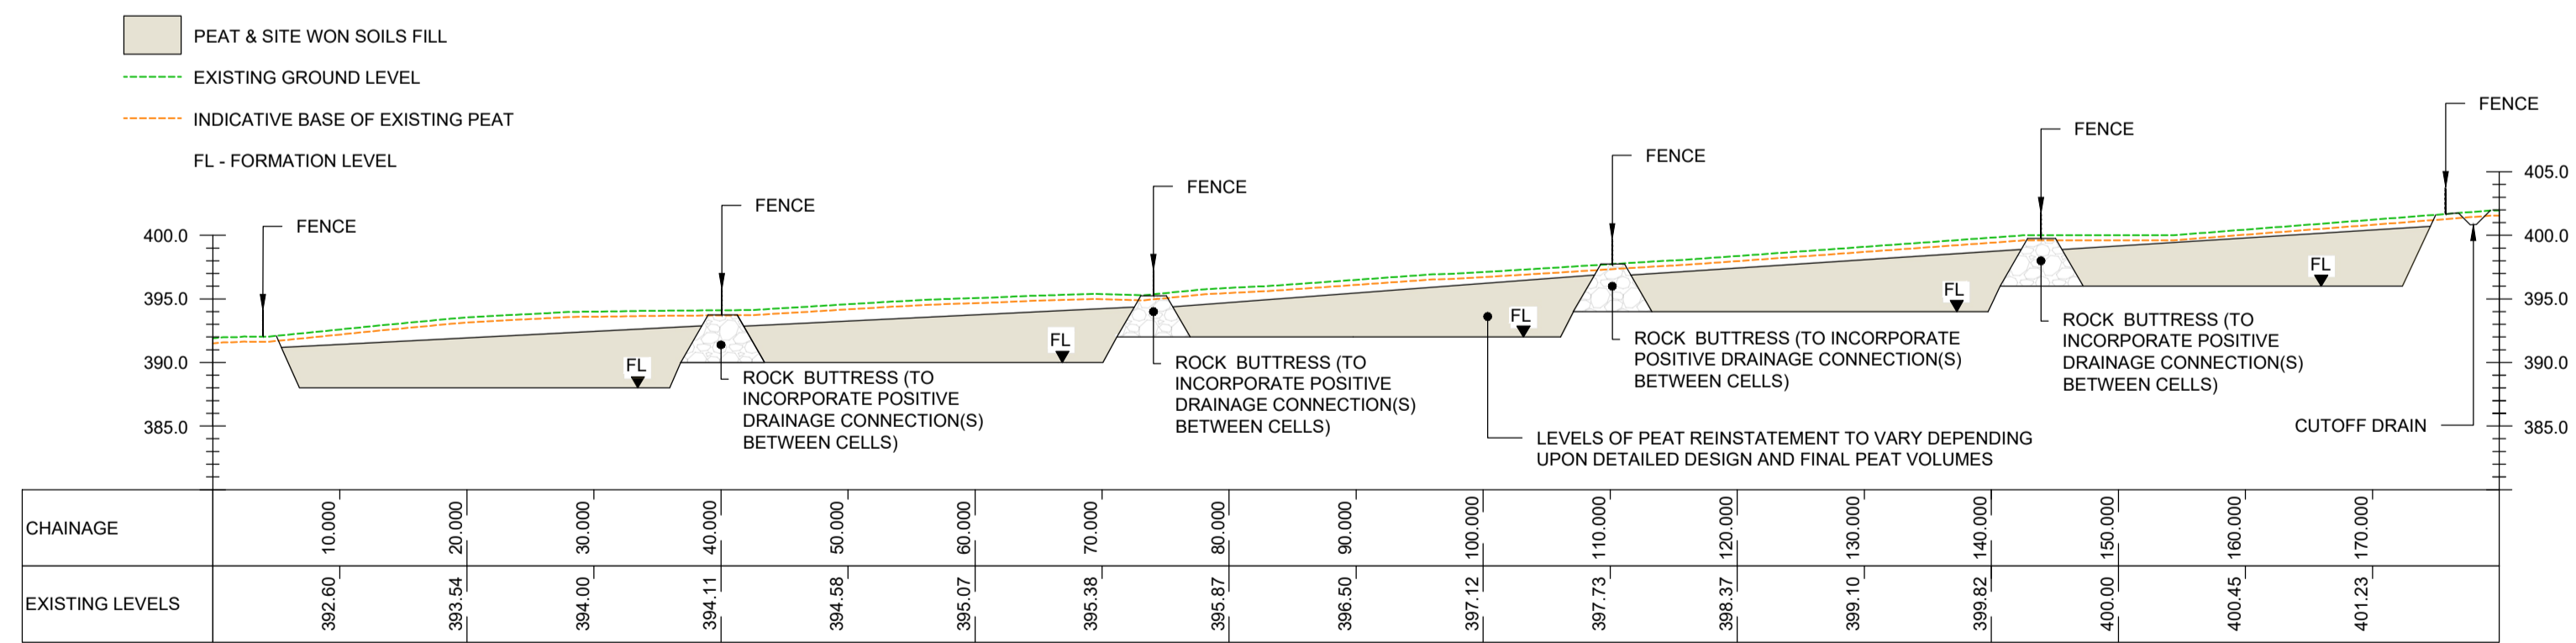 PEAT & SITE WON SOILS FILL
EXISTING GROUND LEVEL
INDICATIVE BASE OF EXISTING PEAT
FL - FORMATION LEVEL
FENCE
FENCE
FENCE
FENCE
FENCE
FENCE
400.0
395.0
390.0
385.0
405.0
400.0
395.0
390.0
385.0
FL
FL
FL
FL
FL
ROCK BUTTRESS (TO
INCORPORATE POSITIVE
DRAINAGE CONNECTION(S)
BETWEEN CELLS)
ROCK BUTTRESS (TO
INCORPORATE POSITIVE
DRAINAGE CONNECTION(S)
BETWEEN CELLS)
ROCK BUTTRESS (TO INCORPORATE
POSITIVE DRAINAGE CONNECTION(S)
BETWEEN CELLS)
ROCK BUTTRESS (TO
INCORPORATE POSITIVE
DRAINAGE CONNECTION(S)
BETWEEN CELLS)
LEVELS OF PEAT REINSTATEMENT TO VARY DEPENDING
UPON DETAILED DESIGN AND FINAL PEAT VOLUMES
CUTOFF DRAIN
CHAINAGE
10.000
20.000
30.000
40.000
50.000
60.000
70.000
80.000
90.000
100.000
110.000
120.000
130.000
140.000
150.000
160.000
170.000
EXISTING LEVELS
392.60
393.54
394.00
394.11
394.58
395.07
395.38
395.87
396.50
397.12
397.73
398.37
399.10
399.82
400.00
400.45
401.23